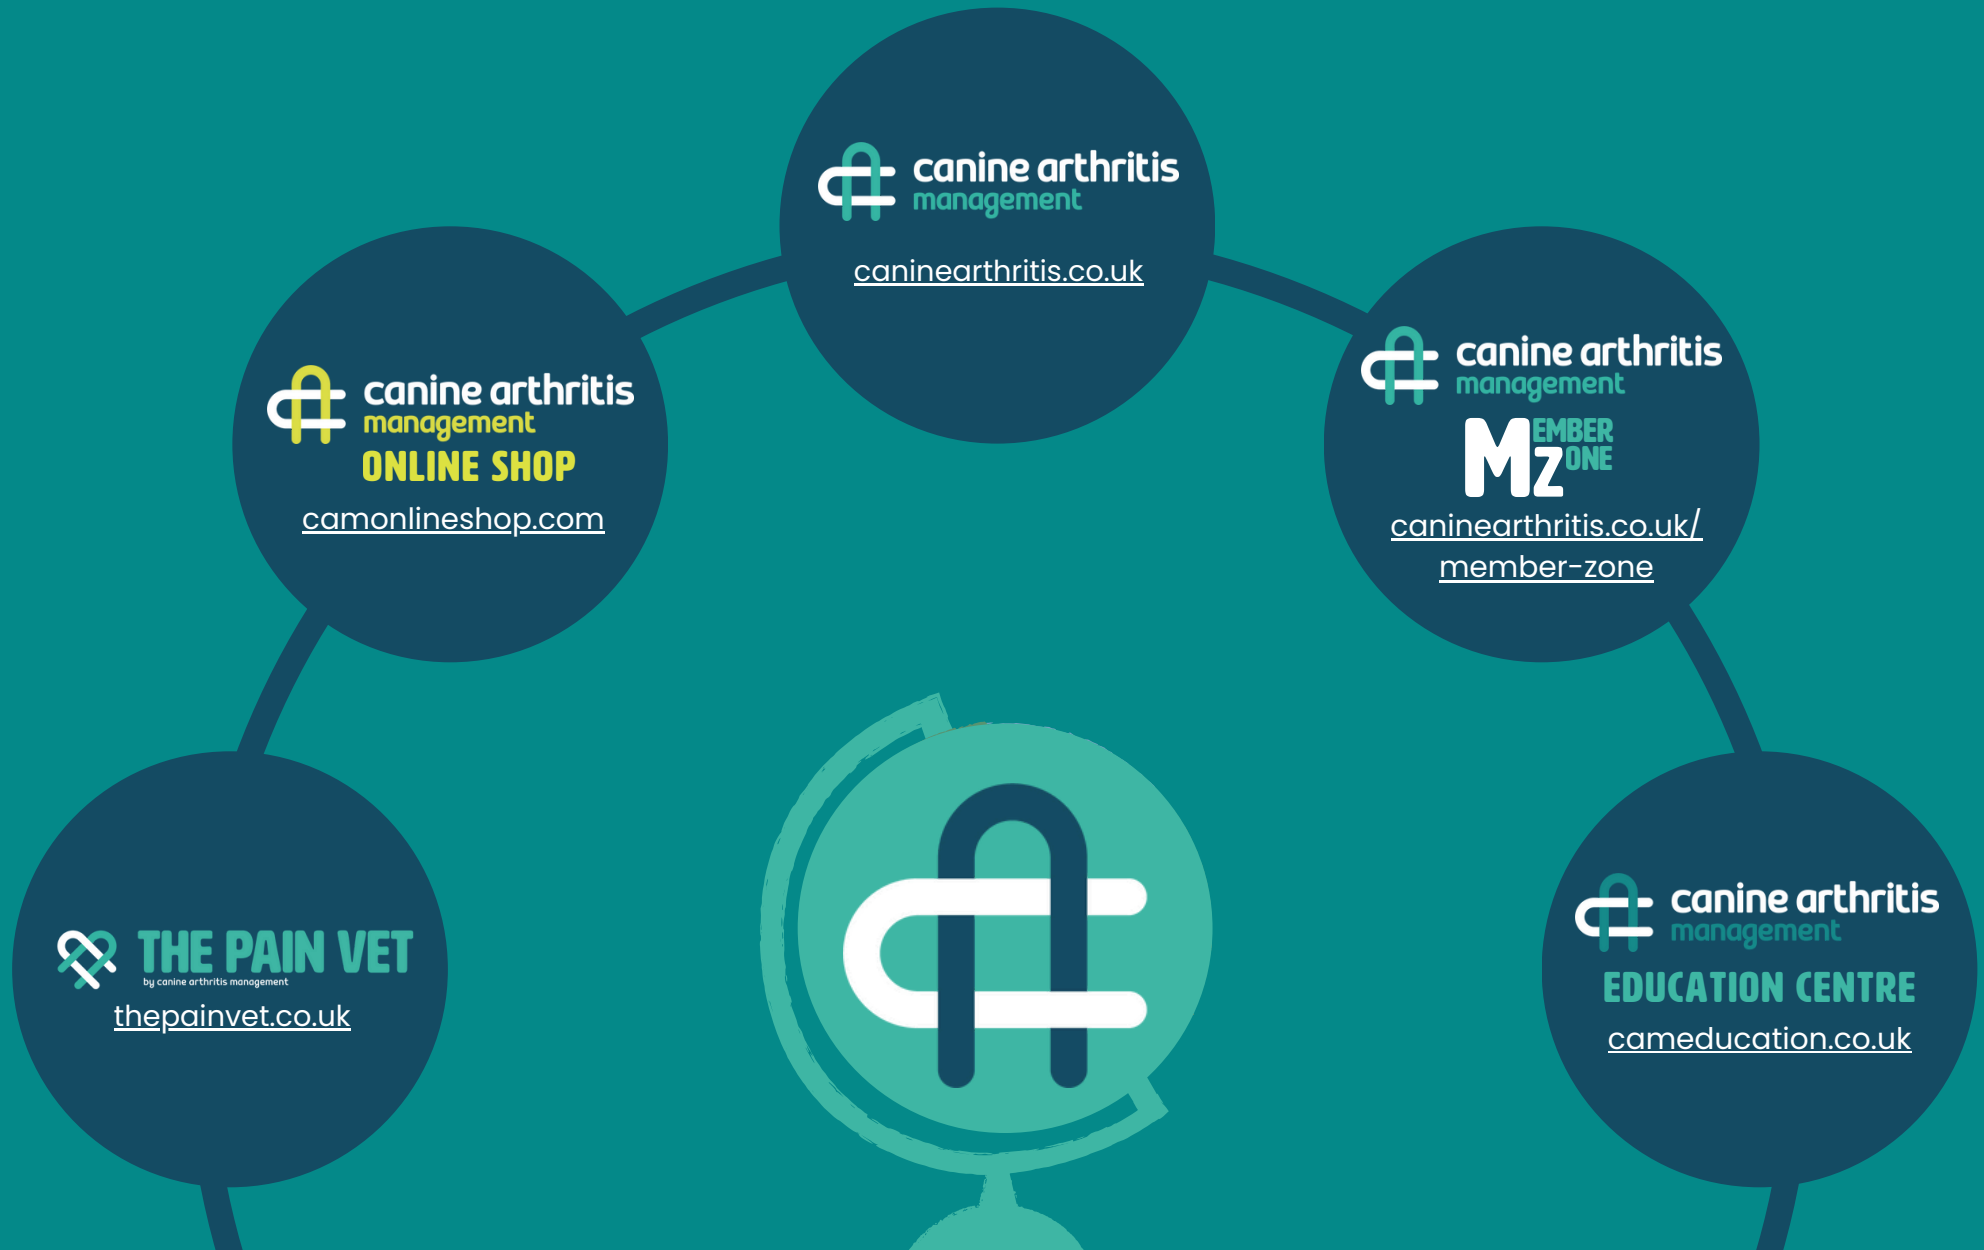 canine arthritis
management
caninearthritis.co.uk
canine arthritis
management
ONLINE SHOP
camonlineshop.com
canine arthritis
management
MEMBER
ZONE
caninearthritis.co.uk/
member-zone
THE PAIN VET
by canine arthritis management
thepainvet.co.uk
canine arthritis
management
EDUCATION CENTRE
cameducation.co.uk